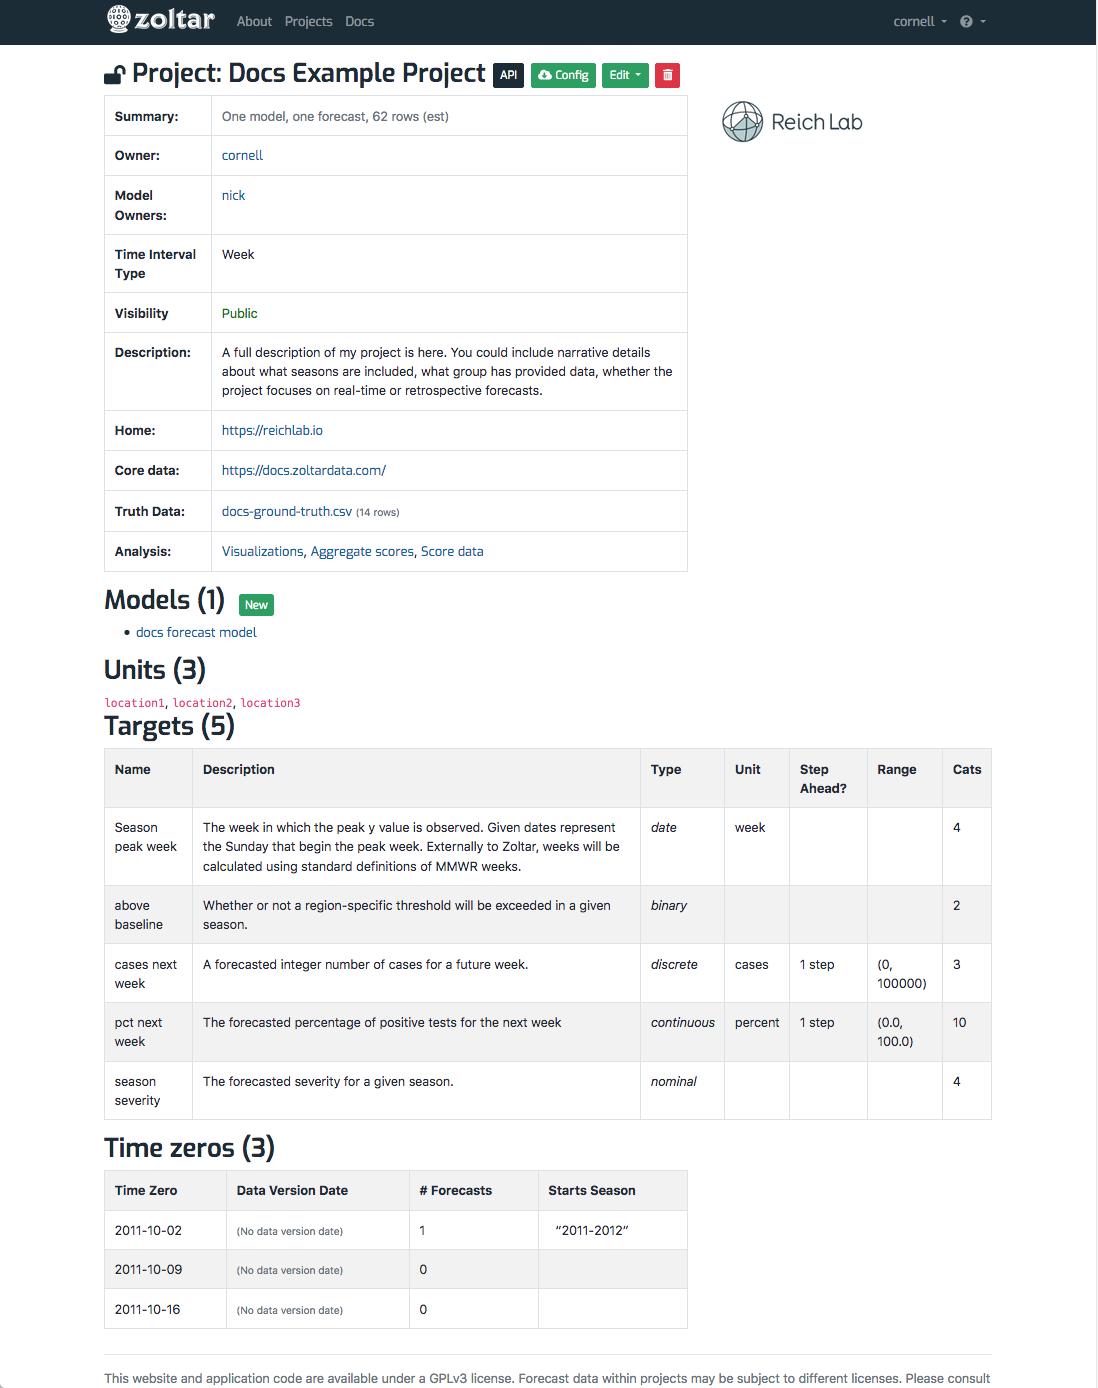 zoltar About Projects Docs cornell
Project: Docs Example Project API Config Edit
Summary: One model, one forecast, 62 rows (est)
Reich Lab
Owner: cornell
Model Owners: nick
Time Interval Type Week
Visibility Public
Description: A full description of my project is here. You could include narrative details
about what seasons are included, what group has provided data, whether the
project focuses on real-time or retrospective forecasts.
Home: https://reichlab.io
Core data: https://docs.zoltardata.com/
Truth Data: docs-ground-truth.csv (14 rows)
Analysis: Visualizations, Aggregate scores, Score data
Models (1) New
• docs forecast model
Units (3)
location1, location2, location3
Targets (5)
Name Description Type Unit Step Ahead? Range Cats
Season peak week The week in which the peak y value is observed. Given dates represent
the Sunday that begin the peak week. Externally to Zoltar, weeks will be
calculated using standard definitions of MMWR weeks. date week 4
above baseline Whether or not a region-specific threshold will be exceeded in a given
season. binary 2
cases next week A forecasted integer number of cases for a future week. discrete cases 1 step (0, 100000) 3
pct next week The forecasted percentage of positive tests for the next week continuous percent 1 step (0.0, 100.0) 10
season severity The forecasted severity for a given season. nominal 4
Time zeros (3)
Time Zero Data Version Date # Forecasts Starts Season
2011-10-02 (No data version date) 1 “2011-2012”
2011-10-09 (No data version date) 0
2011-10-16 (No data version date) 0
This website and application code are available under a GPLv3 license. Forecast data within projects may be subject to different licenses. Please consult